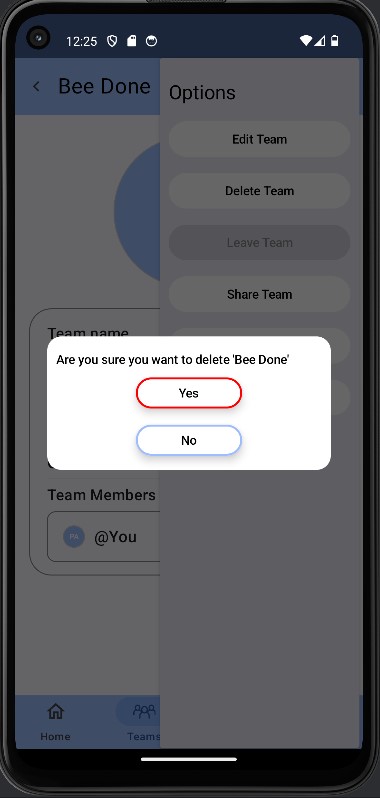 12:25
Bee Done
Options
Edit Team
Delete Team
Leave Team
Share Team
Team name
Are you sure you want to delete 'Bee Done'
Yes
No
Team Members
@You
Home
Teams